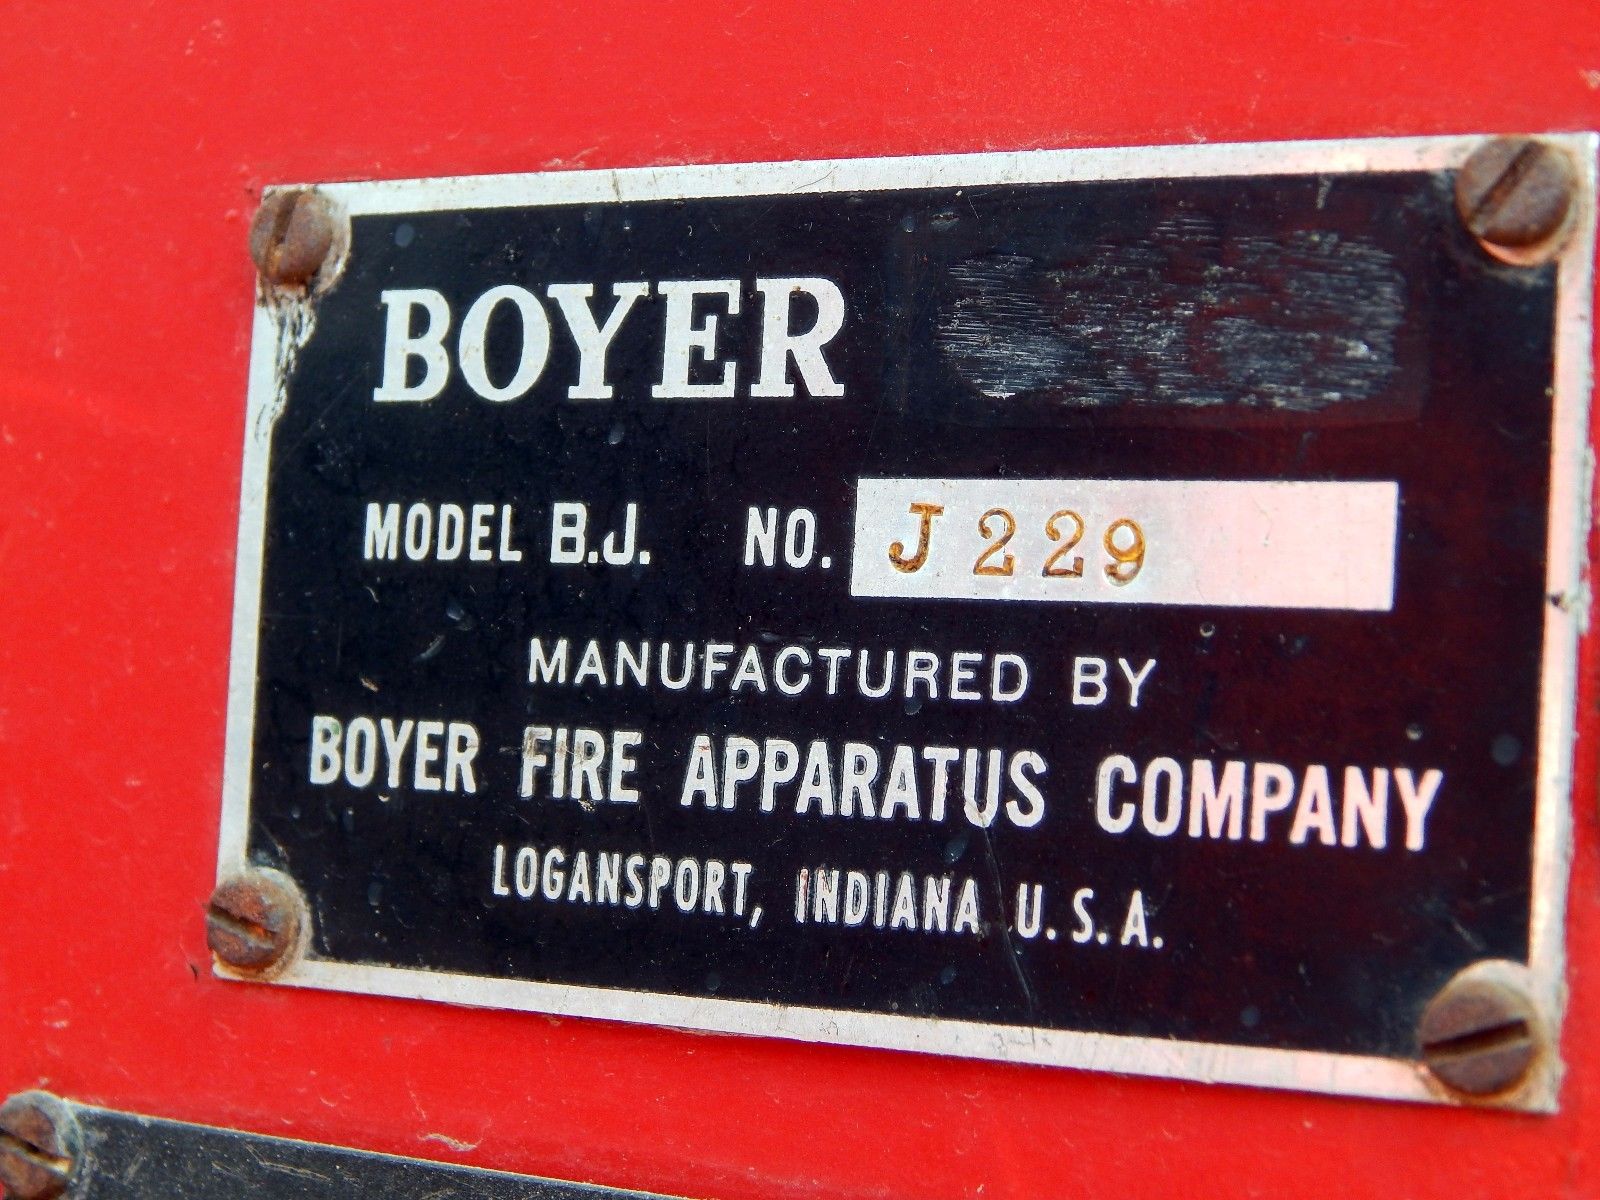 BOYER
MODEL B.J. NO. J229
MANUFACTURED BY
BOYER FIRE APPARATUS COMPANY
LOGANSPORT, INDIANA U.S.A.